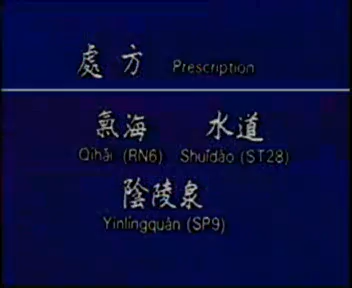 處方 Prescription
氣海 水道
Qìhǎi (RN6) Shuǐdào (ST28)
陰陵泉
Yīnlíngquán (SP9)